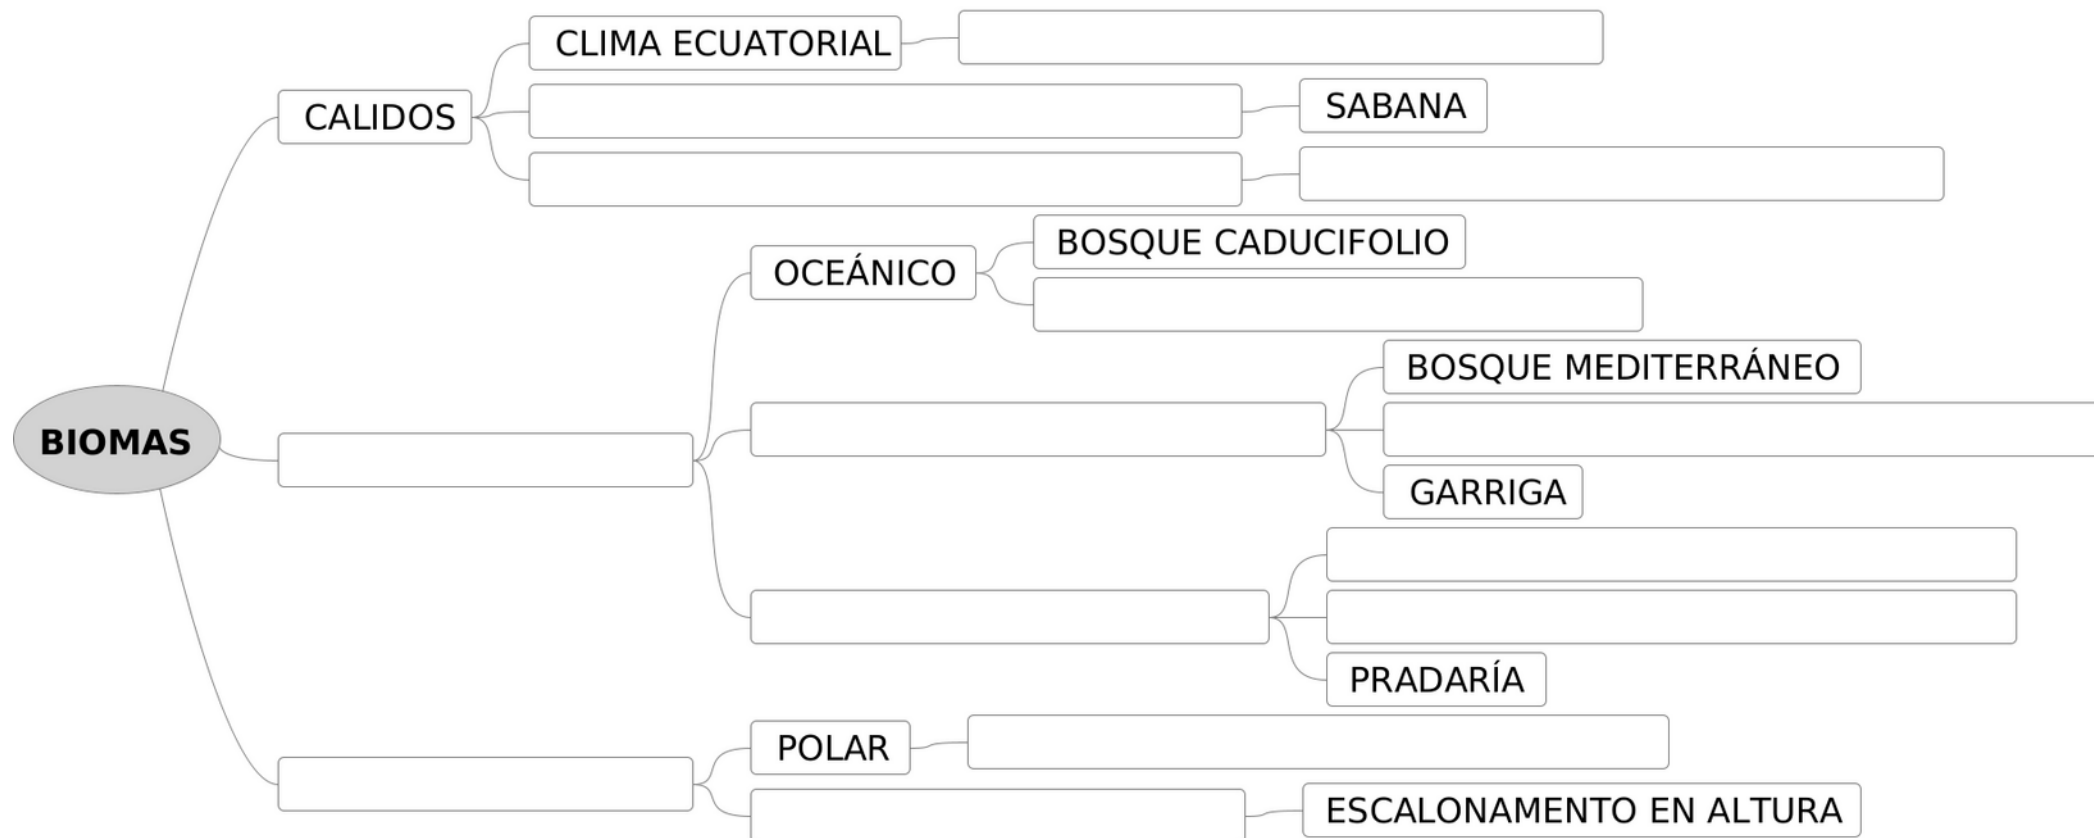 CLIMA ECUATORIAL
CALIDOS
SABANA
OCEÁNICO
BOSQUE CADUCIFOLIO
BIOMAS
BOSQUE MEDITERRÁNEO
GARRIGA
PRADARÍA
POLAR
ESCALONAMENTO EN ALTURA